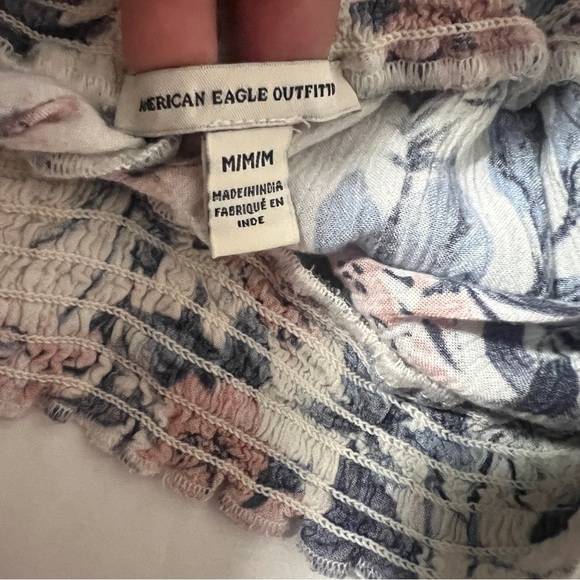 AMERICAN EAGLE OUTFITT
M/M/M
MADE IN INDIA
FABRIQUÉ EN
INDE